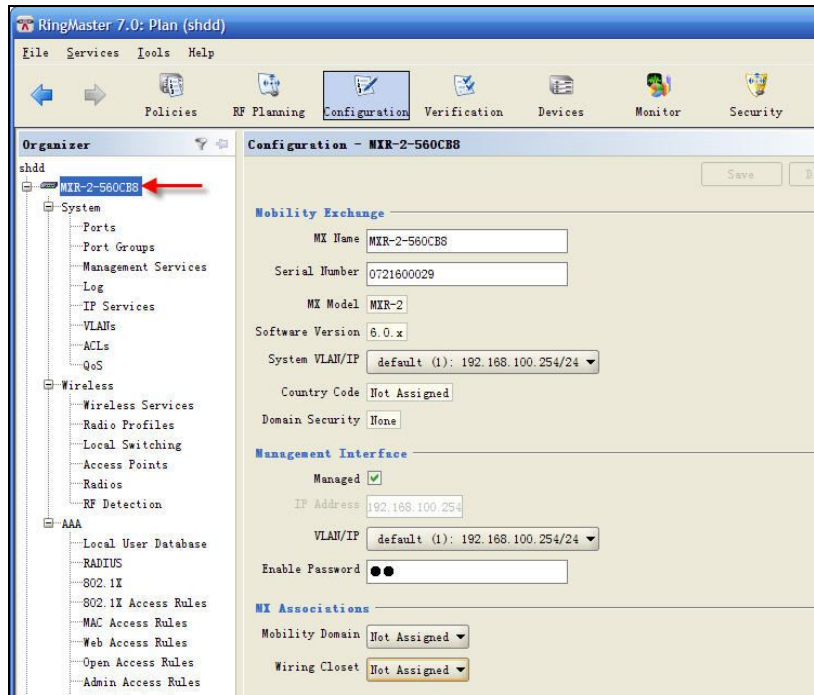 RingMaster 7.0: Plan (shdd)
File Services Tools Help
Policies RF Planning Configuration Verification Devices Monitor Security
Organizer
shdd
MXR-2-560CB8
System
Ports
Port Groups
Management Services
Log
IP Services
VLANs
ACLs
QoS
Wireless
Wireless Services
Radio Profiles
Local Switching
Access Points
Radios
RF Detection
AAA
Local User Database
RADIUS
802.1X
802.1X Access Rules
MAC Access Rules
Web Access Rules
Open Access Rules
Admin Access Rules
Configuration - MXR-2-560CB8
Save D
Mobility Exchange
MX Name MXR-2-560CB8
Serial Number 0721600029
MX Model MXR-2
Software Version 6.0.x
System VLAN/IP default (1): 192.168.100.254/24
Country Code Not Assigned
Domain Security None
Management Interface
Managed
IP Address 192.168.100.254
VLAN/IP default (1): 192.168.100.254/24
Enable Password ●●
MX Associations
Mobility Domain Not Assigned
Wiring Closet Not Assigned